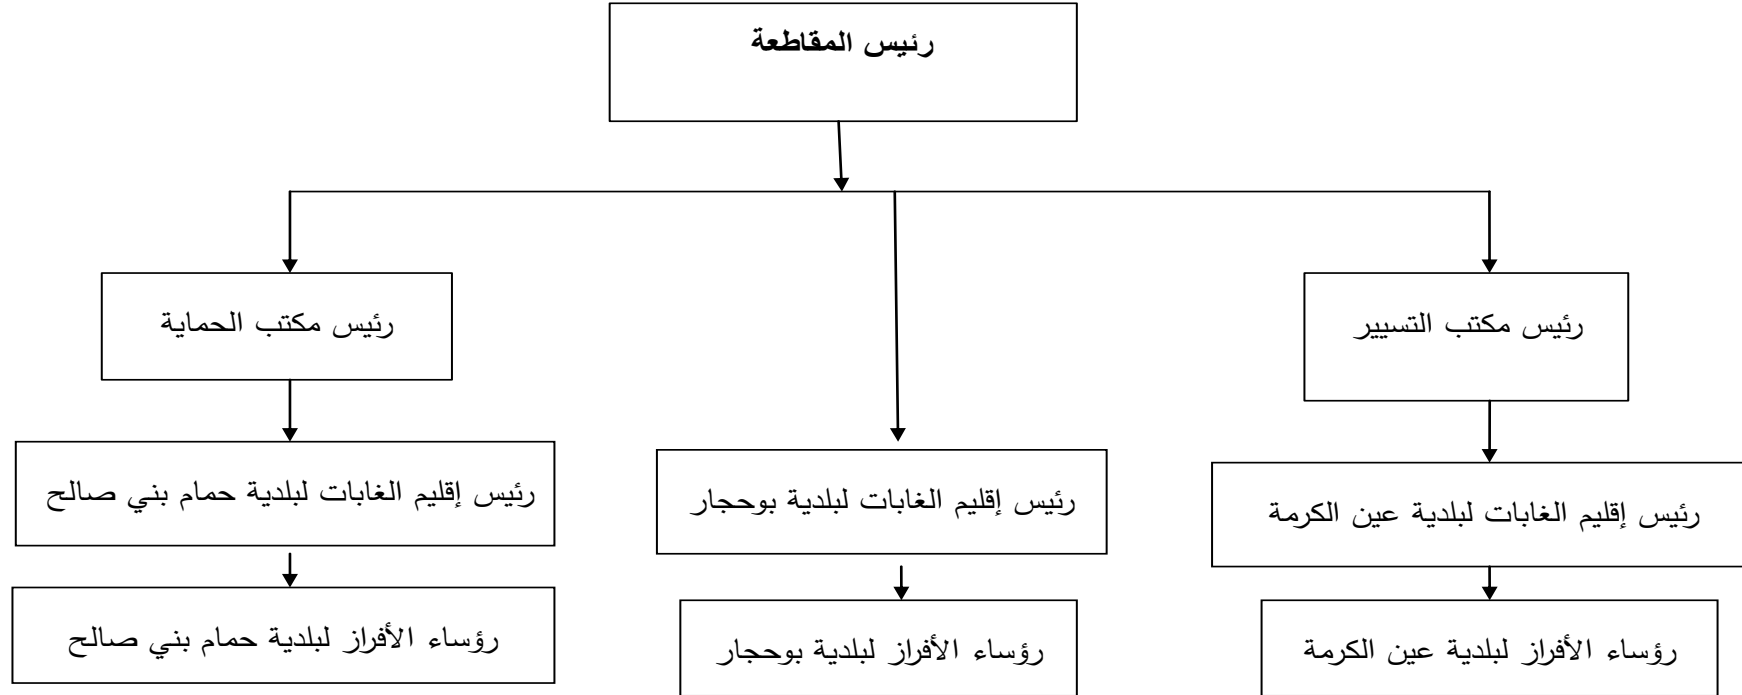 رئيس المقاطعة
رئيس مكتب التسيير
رئيس مكتب الحماية
رئيس إقليم الغابات لبلدية عين الكرمة
رئيس إقليم الغابات لبلدية بوحجار
رئيس إقليم الغابات لبلدية حمام بني صالح
رؤساء الأفراز لبلدية عين الكرمة
رؤساء الأفراز لبلدية بوحجار
رؤساء الأفراز لبلدية حمام بني صالح